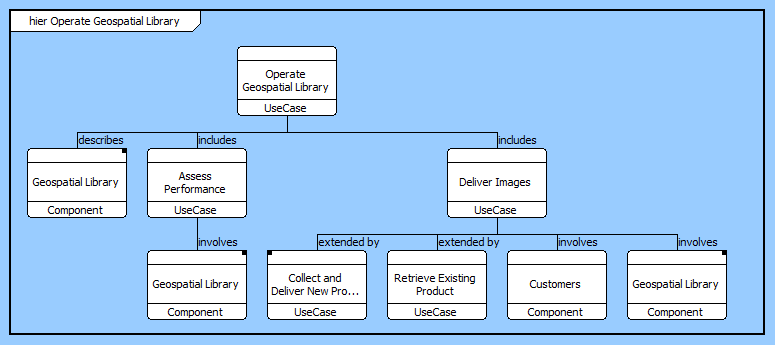 hier Operate Geospatial Library
Operate
Geospatial Library
UseCase
describes
includes
includes
Geospatial Library
Component
Assess
Performance
UseCase
Deliver Images
UseCase
involves
extended by
extended by
involves
involves
Geospatial Library
Component
Collect and
Deliver New Pro...
UseCase
Retrieve Existing
Product
UseCase
Customers
Component
Geospatial Library
Component